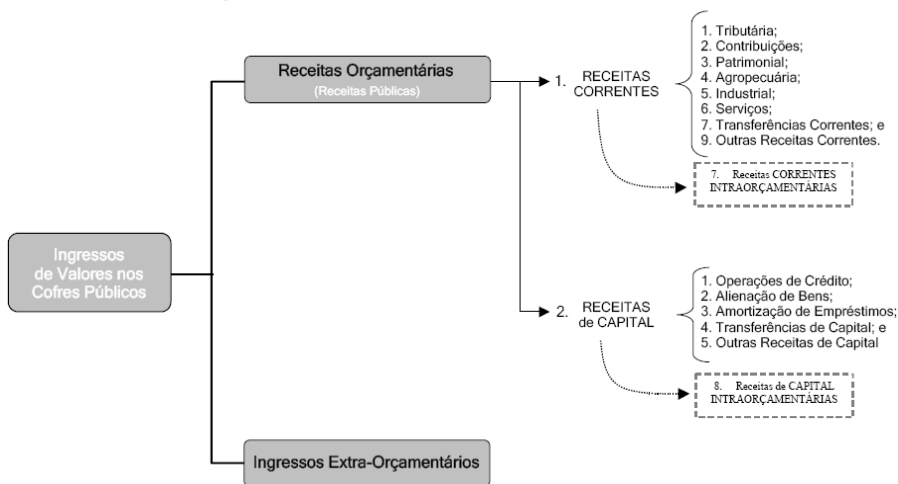 Ingressos
de Valores nos
Cofres Públicos
Receitas Orçamentárias
(Receitas Públicas)
1. RECEITAS
CORRENTES
1. Tributária;
2. Contribuições;
3. Patrimonial;
4. Agropecuária;
5. Industrial;
6. Serviços;
7. Transferências Correntes; e
9. Outras Receitas Correntes.
7. Receitas CORRENTES
INTRAORÇAMENTÁRIAS
2. RECEITAS
de CAPITAL
1. Operações de Crédito;
2. Alienação de Bens;
3. Amortização de Empréstimos;
4. Transferências de Capital; e
5. Outras Receitas de Capital
8. Receitas de CAPITAL
INTRAORÇAMENTÁRIAS
Ingressos Extra-Orçamentários